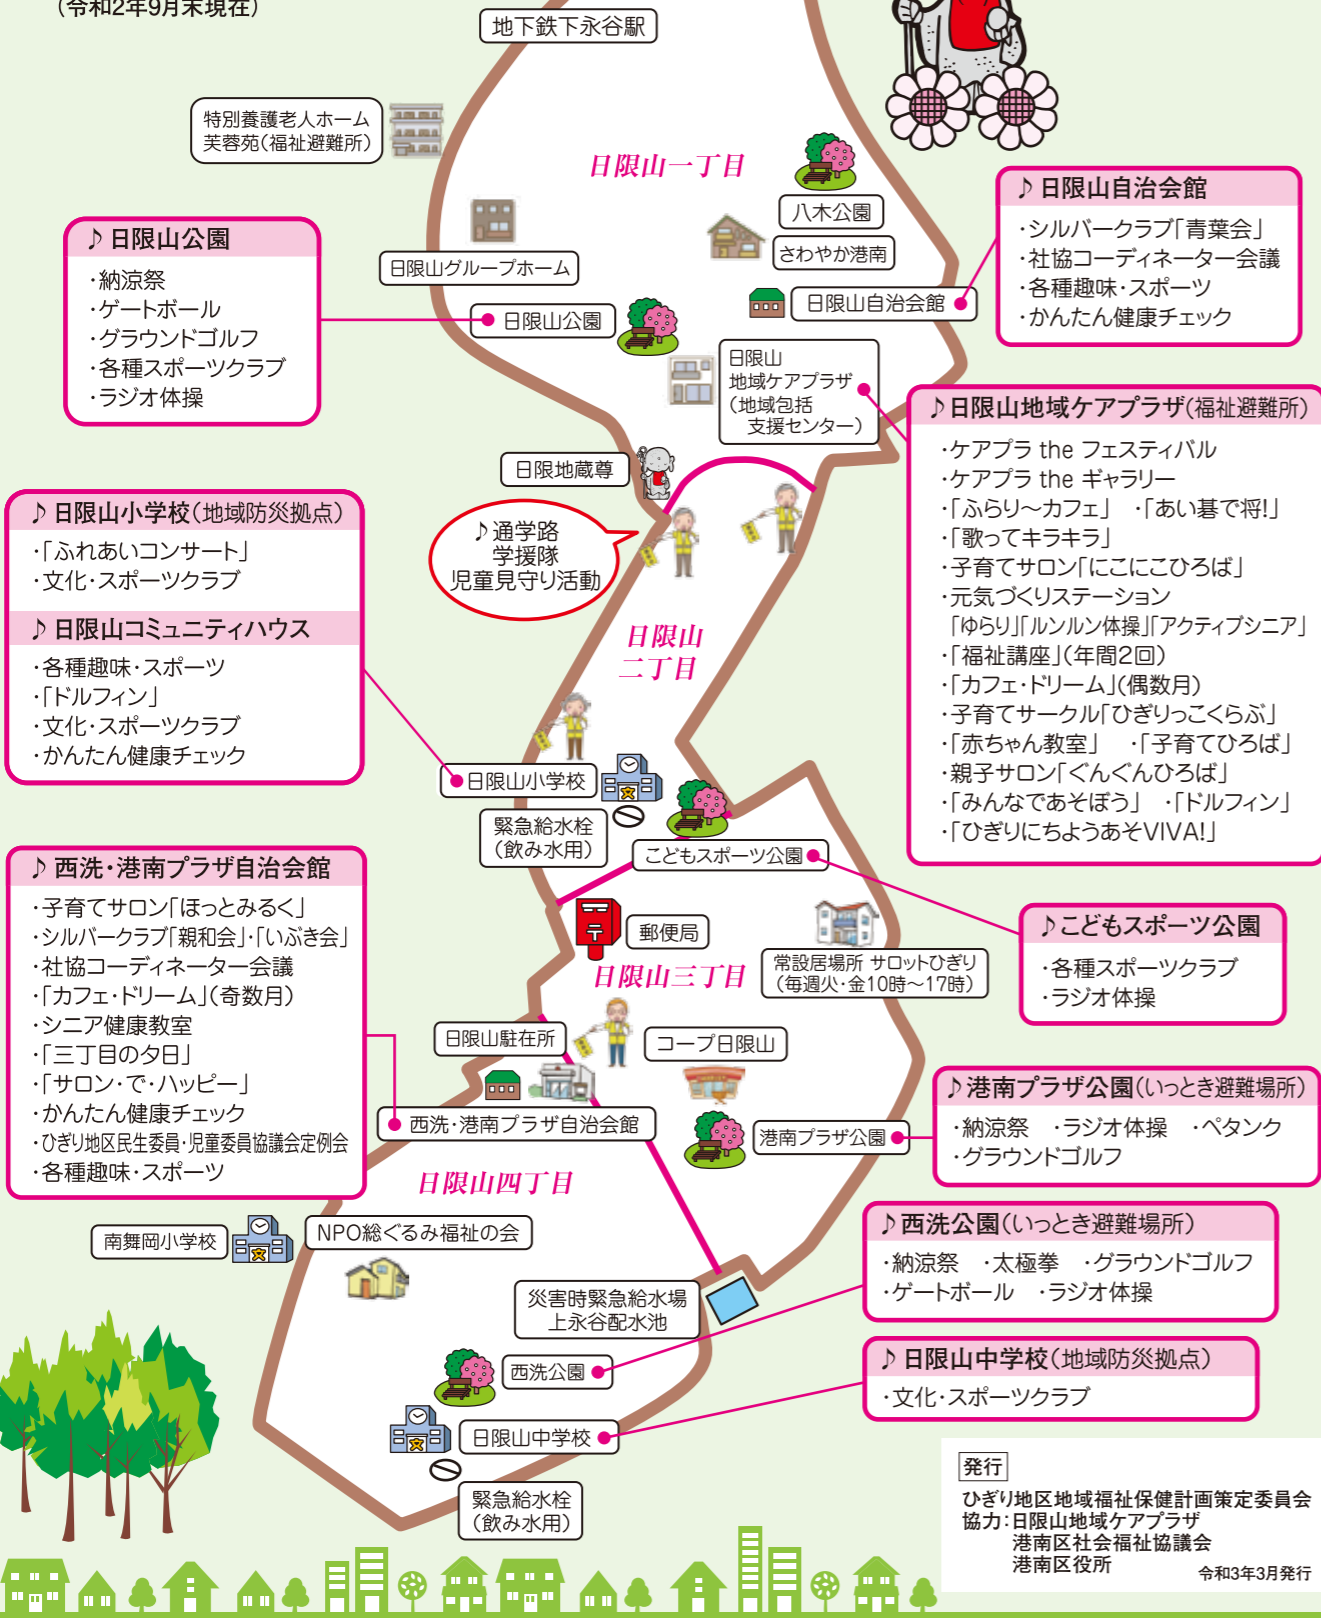 (令和2年9月末現在)
地下鉄下永谷駅
特別養護老人ホーム
芙蓉苑(福祉避難所)
日限山一丁目
八木公園
さわやか港南
日限山グループホーム
日限山自治会館
日限山公園
日限山
地域ケアプラザ
(地域包括
支援センター)
日限地蔵尊
♪日限山公園
・納涼祭
・ゲートボール
・グラウンドゴルフ
・各種スポーツクラブ
・ラジオ体操
♪日限山自治会館
・シルバークラブ「青葉会」
・社協コーディネーター会議
・各種趣味・スポーツ
・かんたん健康チェック
♪日限山地域ケアプラザ(福祉避難所)
・ケアプラ the フェスティバル
・ケアプラ the ギャラリー
・「ふらり〜カフェ」 ・「あい碁で将!」
・「歌ってキラキラ」
・子育てサロン「にこにこひろば」
・元気づくりステーション
「ゆらり」「ルンルン体操」「アクティブシニア」
・「福祉講座」(年間2回)
・「カフェ・ドリーム」(偶数月)
・子育てサークル「ひぎりっこくらぶ」
・「赤ちゃん教室」 ・「子育てひろば」
・親子サロン「ぐんぐんひろば」
・「みんなであそぼう」 ・「ドルフィン」
・「ひぎりにちようあそVIVA!」
♪通学路
学援隊
児童見守り活動
♪日限山小学校(地域防災拠点)
・「ふれあいコンサート」
・文化・スポーツクラブ
♪日限山コミュニティハウス
・各種趣味・スポーツ
・「ドルフィン」
・文化・スポーツクラブ
・かんたん健康チェック
日限山
二丁目
日限山小学校
緊急給水栓
(飲み水用)
こどもスポーツ公園
♪西洗・港南プラザ自治会館
・子育てサロン「ほっとみるく」
・シルバークラブ「親和会」・「いぶき会」
・社協コーディネーター会議
・「カフェ・ドリーム」(奇数月)
・シニア健康教室
・「三丁目の夕日」
・「サロン・で・ハッピー」
・かんたん健康チェック
・ひぎり地区民生委員・児童委員協議会定例会
・各種趣味・スポーツ
郵便局
日限山三丁目
常設居場所 サロットひぎり
(毎週火・金10時〜17時)
♪こどもスポーツ公園
・各種スポーツクラブ
・ラジオ体操
日限山駐在所
コープ日限山
西洗・港南プラザ自治会館
港南プラザ公園
♪港南プラザ公園(いっとき避難場所)
・納涼祭 ・ラジオ体操 ・ペタンク
・グラウンドゴルフ
日限山四丁目
南舞岡小学校
NPO総ぐるみ福祉の会
災害時緊急給水場
上永谷配水池
♪西洗公園(いっとき避難場所)
・納涼祭 ・太極拳 ・グラウンドゴルフ
・ゲートボール ・ラジオ体操
西洗公園
♪日限山中学校(地域防災拠点)
・文化・スポーツクラブ
日限山中学校
緊急給水栓
(飲み水用)
発行
ひぎり地区地域福祉保健計画策定委員会
協力:日限山地域ケアプラザ
港南区社会福祉協議会
港南区役所
令和3年3月発行